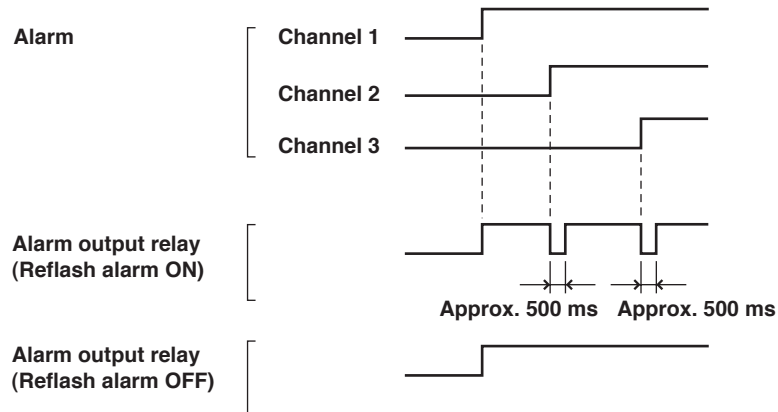 Alarm
Channel 1
Channel 2
Channel 3
Alarm output relay
(Reflash alarm ON)
Approx. 500 ms
Approx. 500 ms
Alarm output relay
(Reflash alarm OFF)